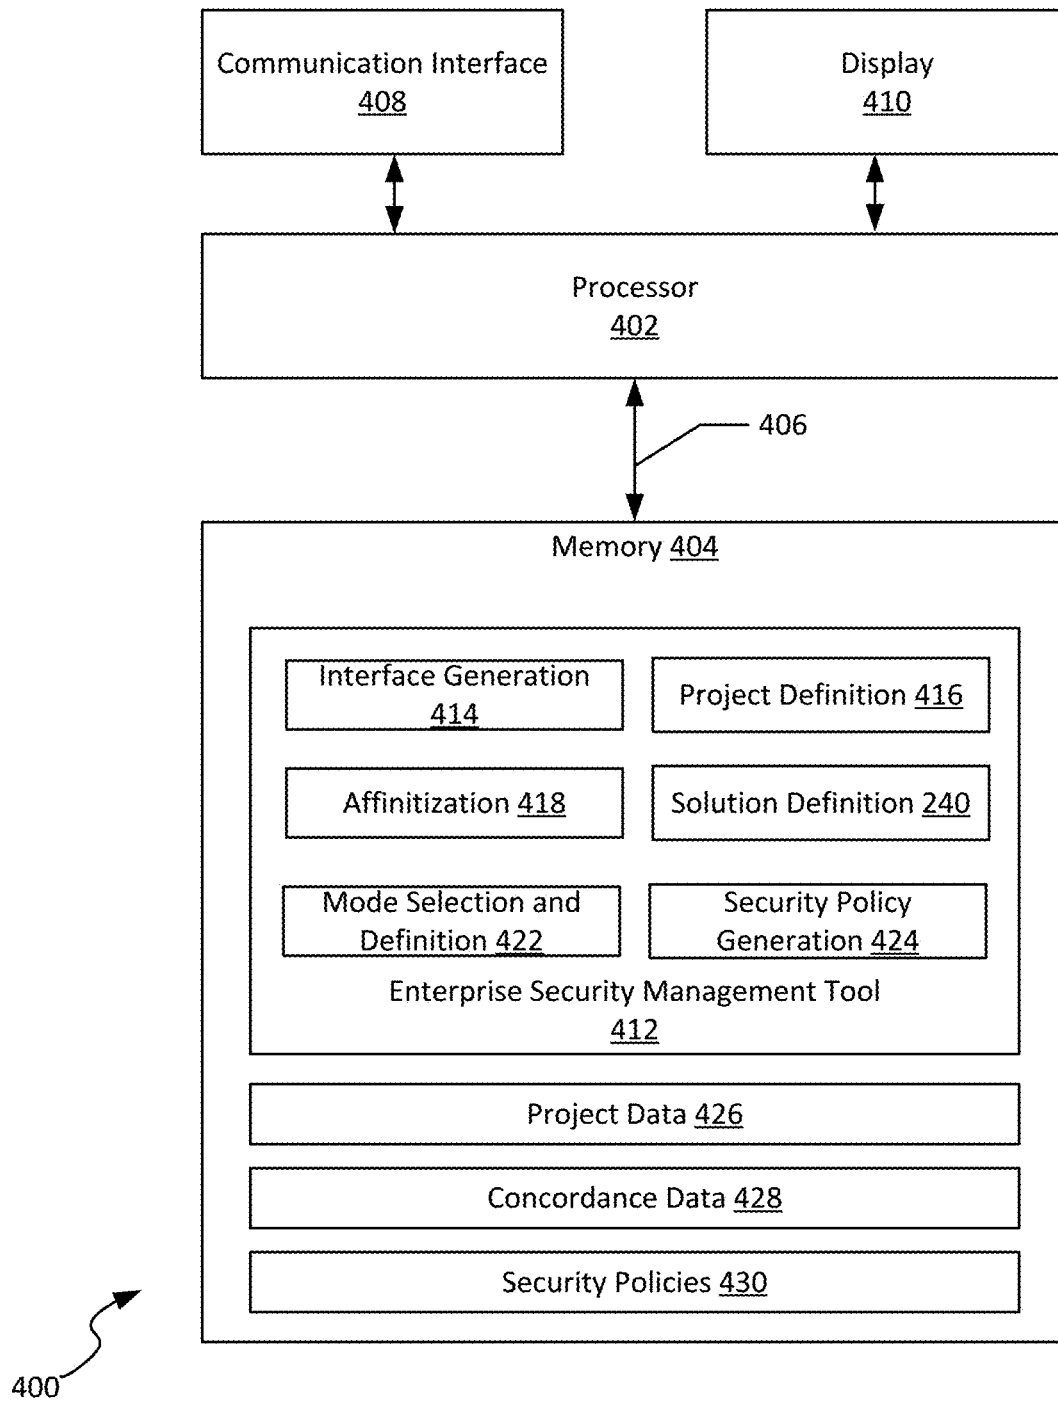 Communication Interface
408
Display
410
Processor
402
406
Memory 404
Interface Generation
414
Project Definition 416
Affinitization 418
Solution Definition 240
Mode Selection and
Definition 422
Security Policy
Generation 424
Enterprise Security Management Tool
412
Project Data 426
Concordance Data 428
Security Policies 430
400